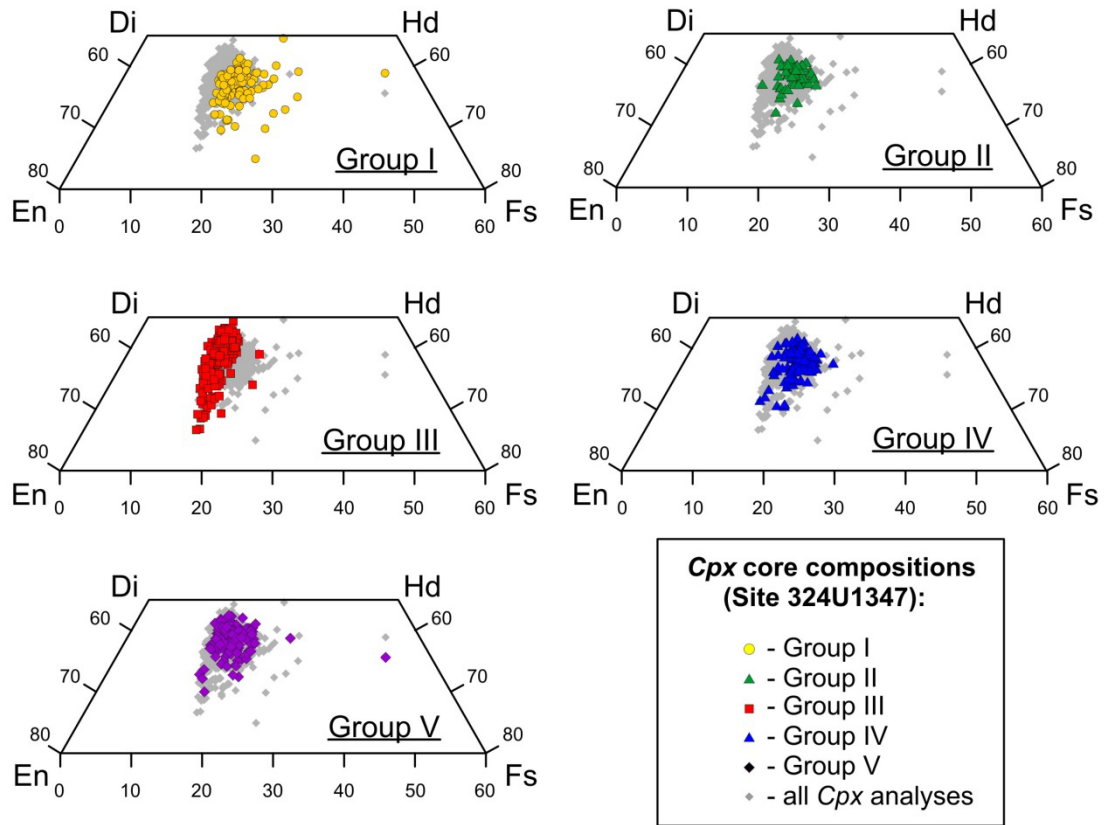 Di Hd
60 60
70 70
Group I
80 80
En Fs
0 10 20 30 40 50 60
Di Hd
60 60
70 70
Group II
80 80
En Fs
0 10 20 30 40 50 60
Di Hd
60 60
70 70
Group III
80 80
En Fs
0 10 20 30 40 50 60
Di Hd
60 60
70 70
Group IV
80 80
En Fs
0 10 20 30 40 50 60
Di Hd
60 60
70 70
Group V
80 80
En Fs
0 10 20 30 40 50 60
Cpx core compositions
(Site 324U1347):
- Group I
- Group II
- Group III
- Group IV
- Group V
- all Cpx analyses